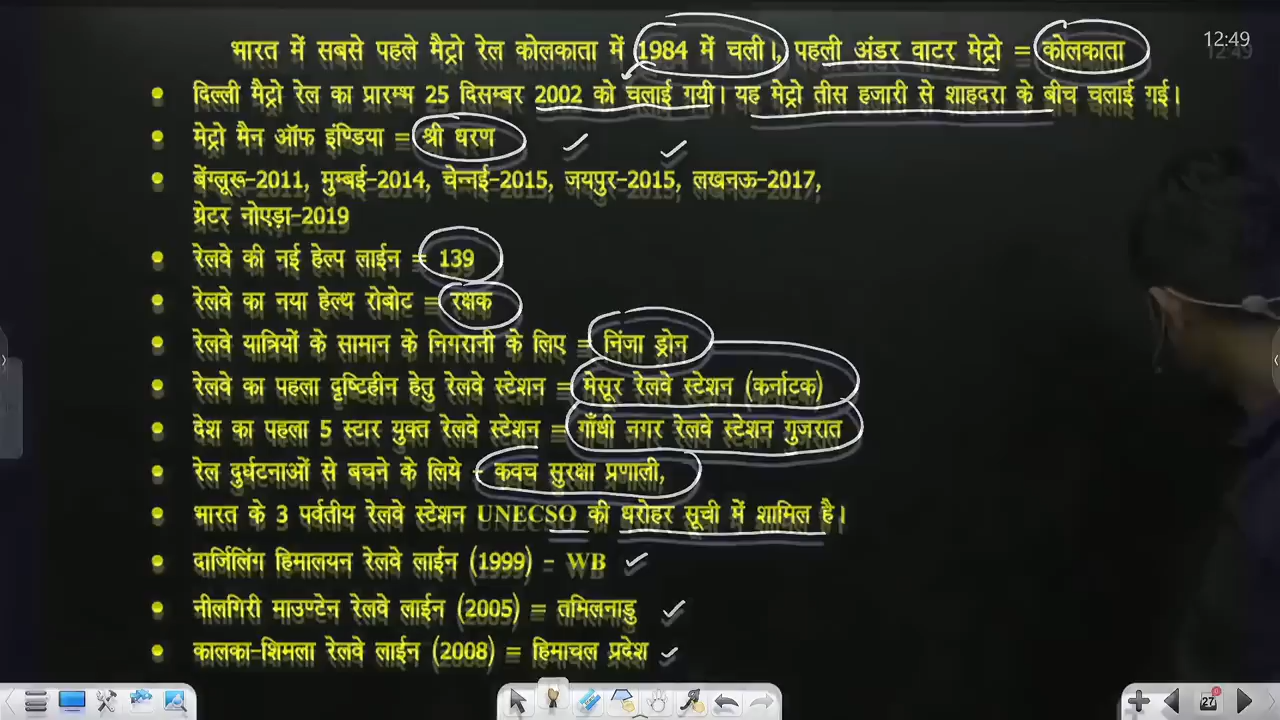 12:49
भारत में सबसे पहले मैट्रो रेल कोलकाता में 1984 में चली।, पहली अंडर वाटर मेट्रो = कोलकाता
दिल्ली मैट्रो रेल का प्रारम्भ 25 दिसम्बर 2002 को चलाई गयी। यह मेट्रो तीस हजारी से शाहदरा के बीच चलाई गई।
मेट्रो मैन ऑफ इंण्डिया = श्री धरण
बेंग्लूरू-2011, मुम्बई-2014, चेन्नई-2015, जयपुर-2015, लखनऊ-2017,
ग्रेटर नोएड़ा-2019
रेलवे की नई हेल्प लाईन = 139
रेलवे का नया हेल्थ रोबोट = रक्षक
रेलवे यात्रियों के सामान के निगरानी के लिए = निंजा ड्रोन
रेलवे का पहला दृष्टिहीन हेतु रेलवे स्टेशन = मेसूर रेलवे स्टेशन (कर्नाटक)
देश का पहला 5 स्टार युक्त रेलवे स्टेशन = गाँधी नगर रेलवे स्टेशन गुजरात
रेल दुर्घटनाओं से बचने के लिये - कवच सुरक्षा प्रणाली,
भारत के 3 पर्वतीय रेलवे स्टेशन UNECSO की धरोहर सूची में शामिल है।
दार्जिलिंग हिमालयन रेलवे लाईन (1999) - WB
नीलगिरी माउण्टेन रेलवे लाईन (2005) = तमिलनाडु
कालका-शिमला रेलवे लाईन (2008) = हिमाचल प्रदेश
27